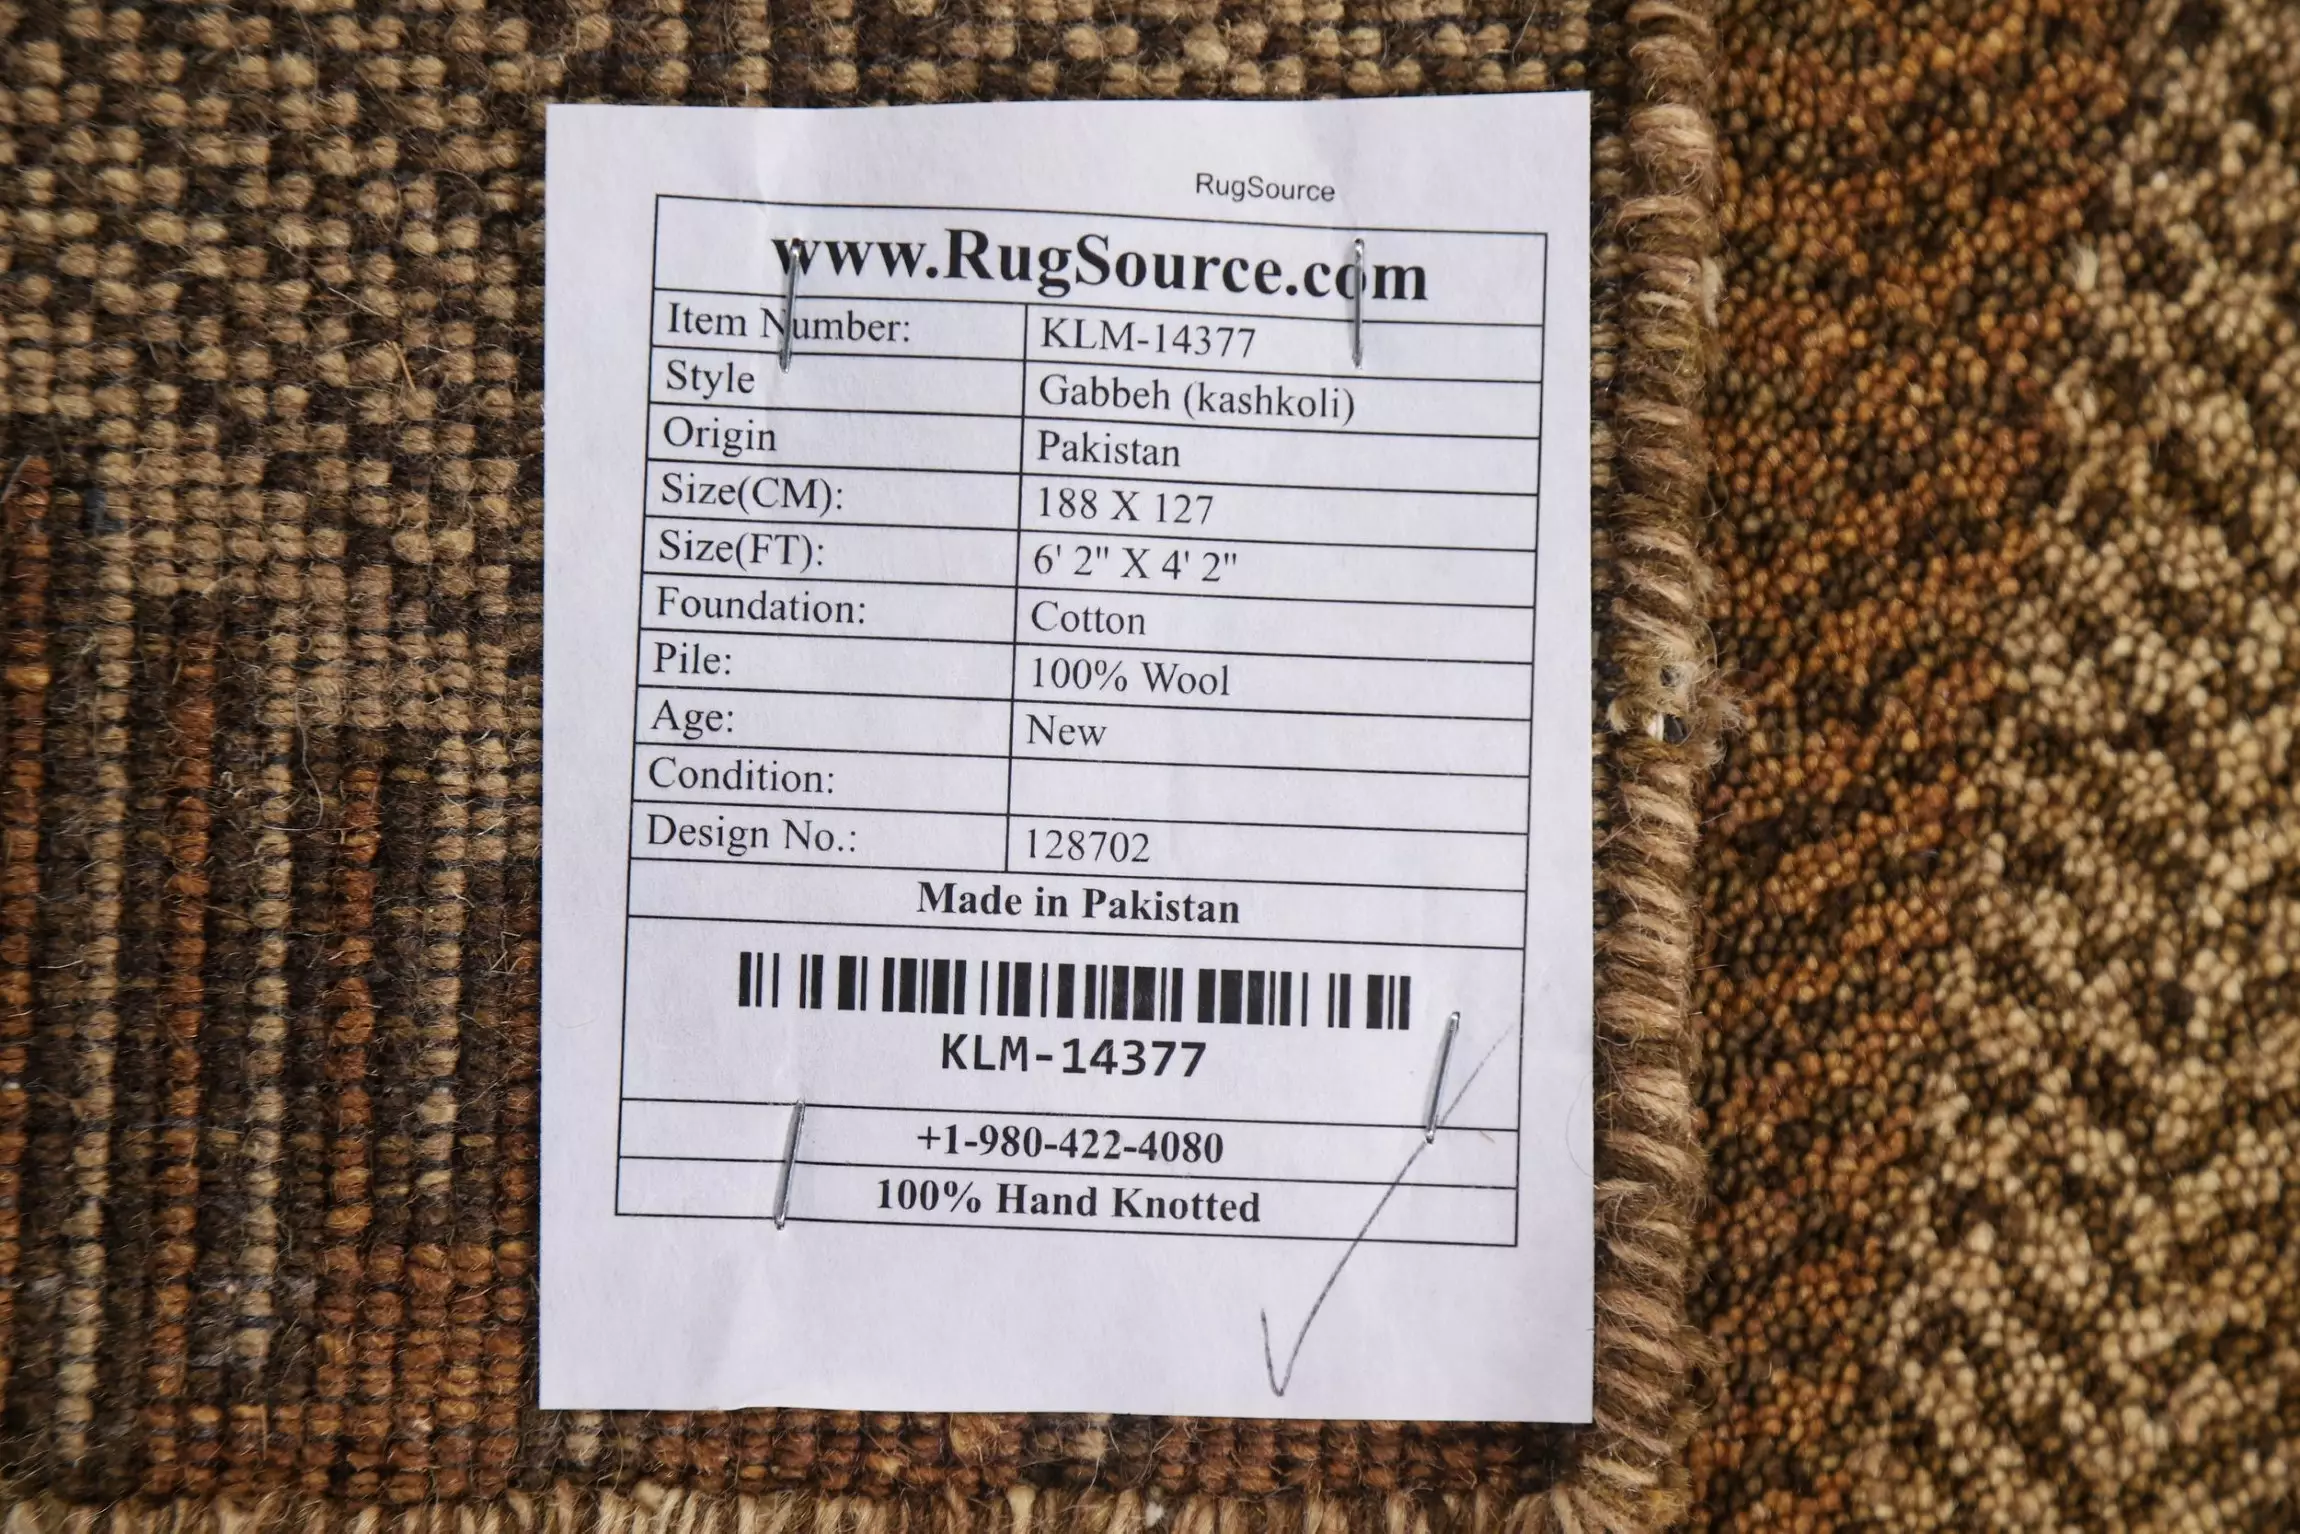 RugSource
www.RugSource.com
Item Number: KLM-14377
Style Gabbeh (kashkoli)
Origin Pakistan
Size(CM): 188 X 127
Size(FT): 6' 2" X 4' 2"
Foundation: Cotton
Pile: 100% Wool
Age: New
Condition:
Design No.: 128702
Made in Pakistan
KLM-14377
+1-980-422-4080
100% Hand Knotted